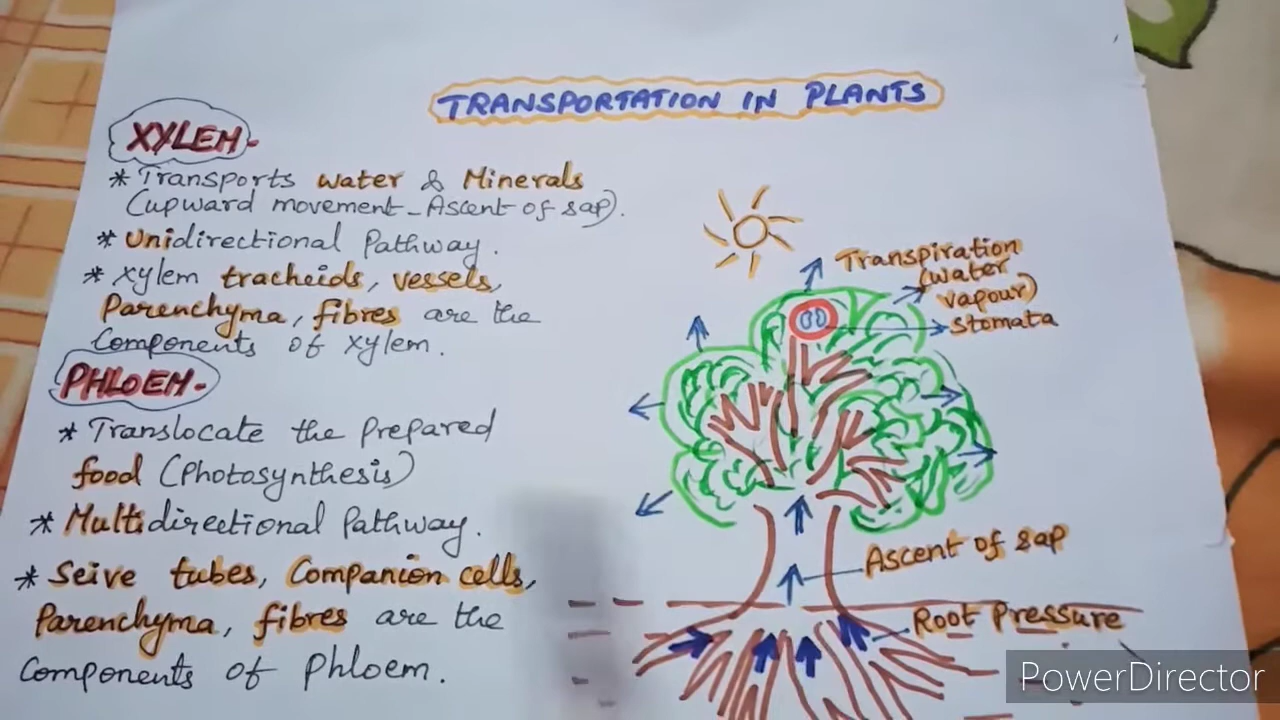 TRANSPORTATION IN PLANTS
XYLEM-
* Transports water & Minerals
(upward movement - Ascent of sap).
* Unidirectional Pathway.
* Xylem tracheids, vessels,
Parenchyma, fibres are the
Components of Xylem.
PHLOEM-
* Translocate the Prepared
food (Photosynthesis)
* Multidirectional Pathway.
* Seive tubes, Companion cells,
Parenchyma, fibres are the
Components of Phloem.
Transpiration
(water
vapour)
Stomata
Ascent of sap
Root Pressure
PowerDirector